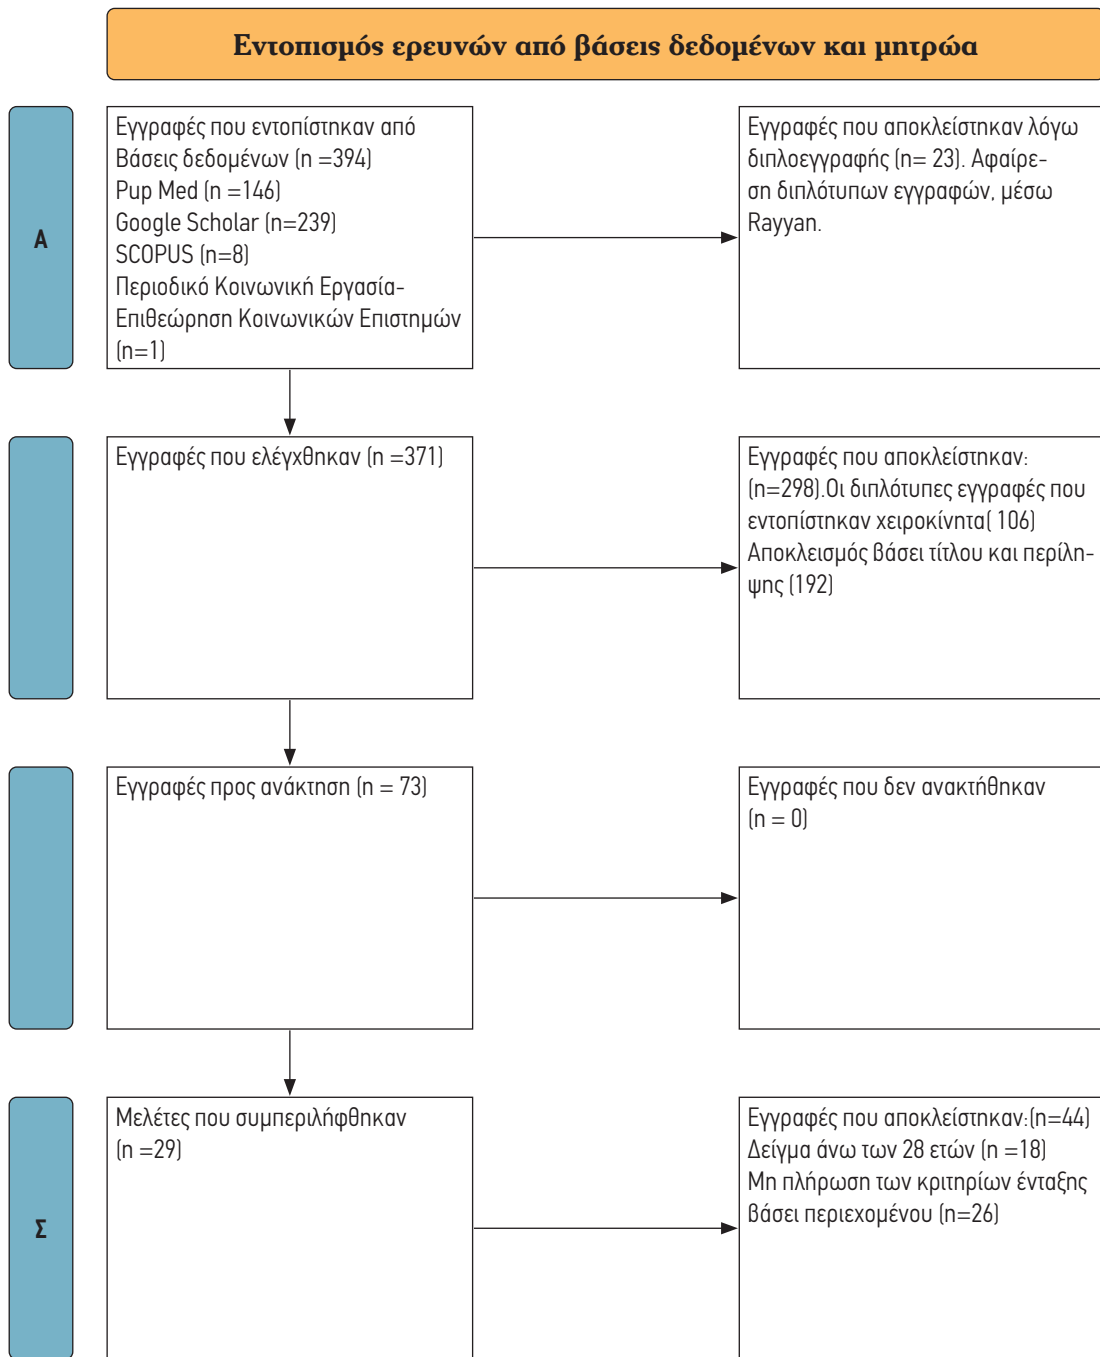 Εντοπισμός ερευνών από βάσεις δεδομένων και μητρώα
Α
Εγγραφές που εντοπίστηκαν από
Βάσεις δεδομένων (n =394)
Pup Med (n =146)
Google Scholar (n=239)
SCOPUS (n=8)
Περιοδικό Κοινωνική Εργασία-
Επιθεώρηση Κοινωνικών Επιστημών
(n=1)
Εγγραφές που αποκλείστηκαν λόγω
διπλοεγγραφής (n= 23). Αφαίρε-
ση διπλότυπων εγγραφών, μέσω
Rayyan.
Εγγραφές που ελέγχθηκαν (n =371)
Εγγραφές που αποκλείστηκαν:
(n=298).Οι διπλότυπες εγγραφές που
εντοπίστηκαν χειροκίνητα( 106)
Αποκλεισμός βάσει τίτλου και περίλη-
ψης (192)
Εγγραφές προς ανάκτηση (n = 73)
Εγγραφές που δεν ανακτήθηκαν
(n = 0)
Σ
Μελέτες που συμπεριλήφθηκαν
(n =29)
Εγγραφές που αποκλείστηκαν:(n=44)
Δείγμα άνω των 28 ετών (n =18)
Μη πλήρωση των κριτηρίων ένταξης
βάσει περιεχομένου (n=26)